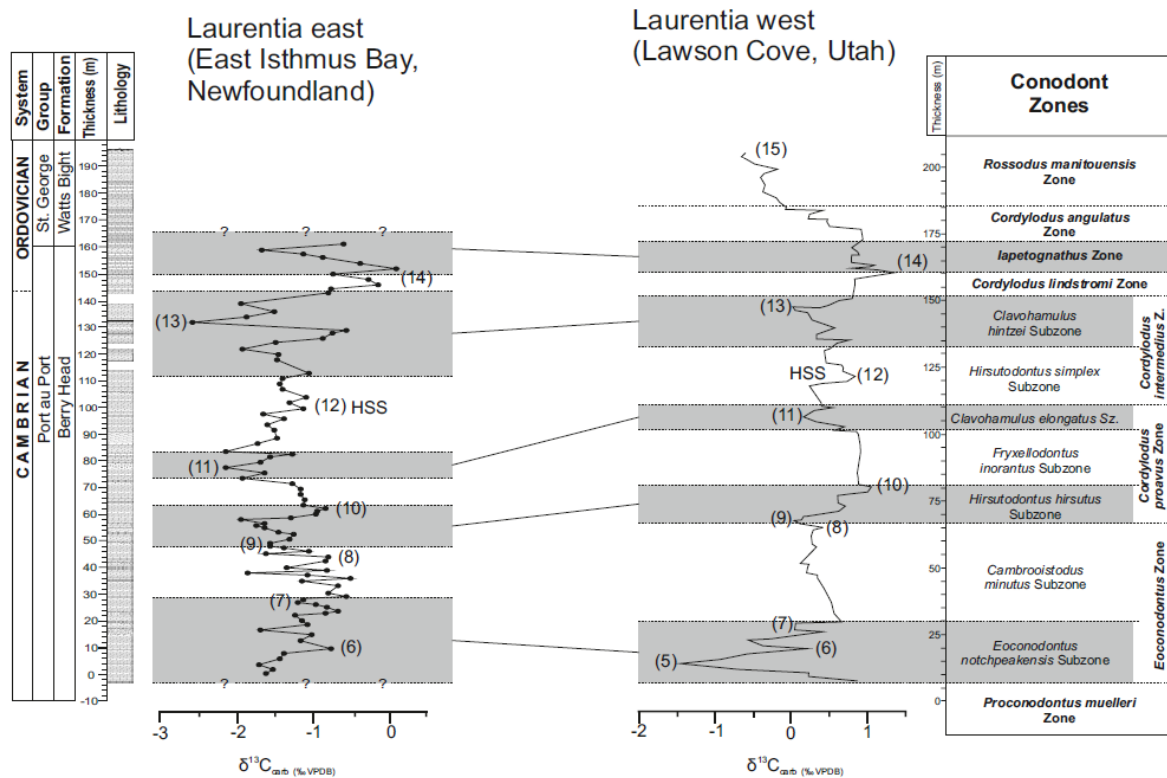 Laurentia east
(East Isthmus Bay,
Newfoundland)
Laurentia west
(Lawson Cove, Utah)
System
Group
Formation
Thickness (m)
Lithology
Thickness (m)
Conodont
Zones
ORDOVICIAN
CAMBRIAN
St. George
Port au Port
Watts Bight
Berry Head
190
180
170
160
150
140
130
120
110
100
90
80
70
60
50
40
30
20
10
0
-10
? ? ?
(14)
(13)
(12) HSS
(11)
(10)
(9)
(8)
(7)
(6)
? ? ?
-3 -2 -1 0
δ¹³Ccarb (‰ VPDB)
(15)
(14)
(13)
HSS (12)
(11)
(10)
(9)
(8)
(7)
(6)
(5)
-2 -1 0 1
δ¹³Ccarb (‰ VPDB)
200
175
150
125
100
75
50
25
0
Rossodus manitouensis
Zone
Cordylodus angulatus
Zone
Iapetognathus Zone
Cordylodus lindstromi Zone
Clavohamulus
hintzei Subzone
Hirsutodontus simplex
Subzone
Clavohamulus elongatus Sz.
Fryxellodontus
inorantus Subzone
Hirsutodontus hirsutus
Subzone
Cambrooistodus
minutus Subzone
Eoconodontus
notchpeakensis Subzone
Proconodontus muelleri
Zone
Cordylodus
intermedius Z.
Cordylodus
proavus Zone
Eoconodontus Zone